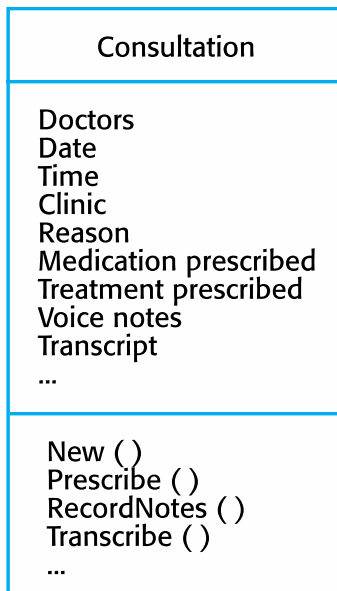 Consultation
Doctors
Date
Time
Clinic
Reason
Medication prescribed
Treatment prescribed
Voice notes
Transcript
...
New ( )
Prescribe ( )
RecordNotes ( )
Transcribe ( )
...